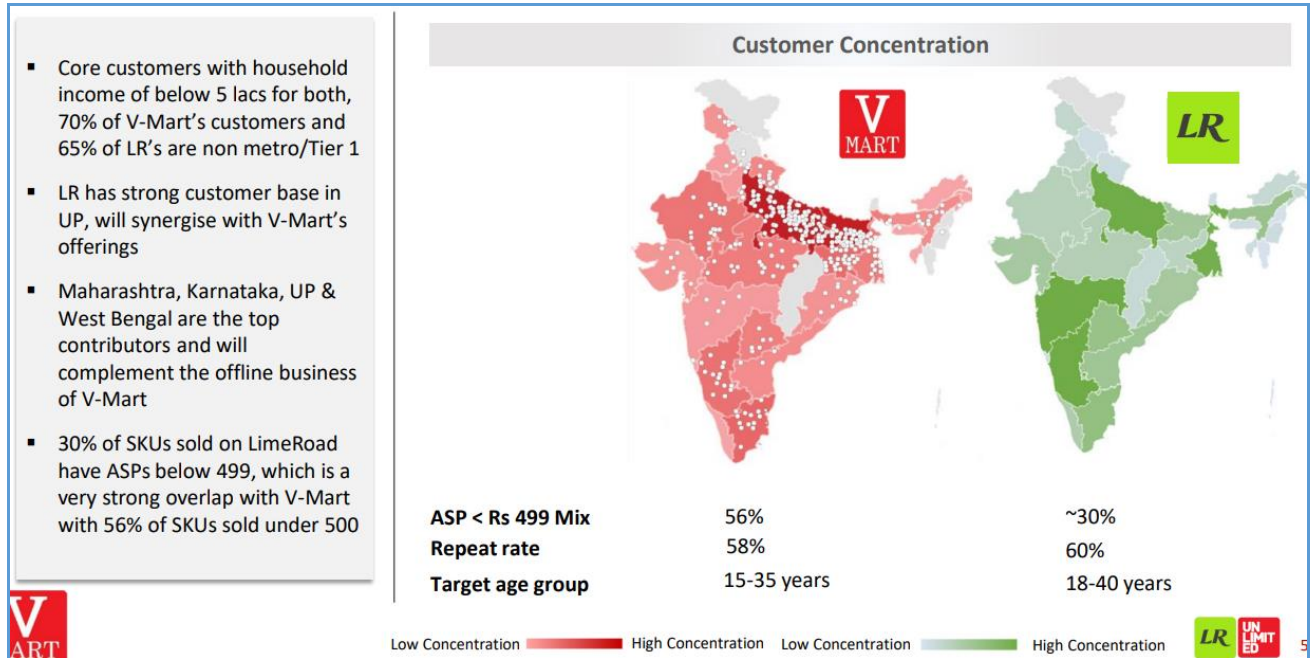 Core customers with household
income of below 5 lacs for both,
70% of V-Mart's customers and
65% of LR's are non metro/Tier 1
LR has strong customer base in
UP, will synergise with V-Mart's
offerings
Maharashtra, Karnataka, UP &
West Bengal are the top
contributors and will
complement the offline business
of V-Mart
30% of SKUs sold on LimeRoad
have ASPs below 499, which is a
very strong overlap with V-Mart
with 56% of SKUs sold under 500
Customer Concentration
V
MART
LR
ASP < Rs 499 Mix 56% ~30%
Repeat rate 58% 60%
Target age group 15-35 years 18-40 years
V
ART
Low Concentration High Concentration Low Concentration High Concentration
LR
UN
LIMIT
ED
5